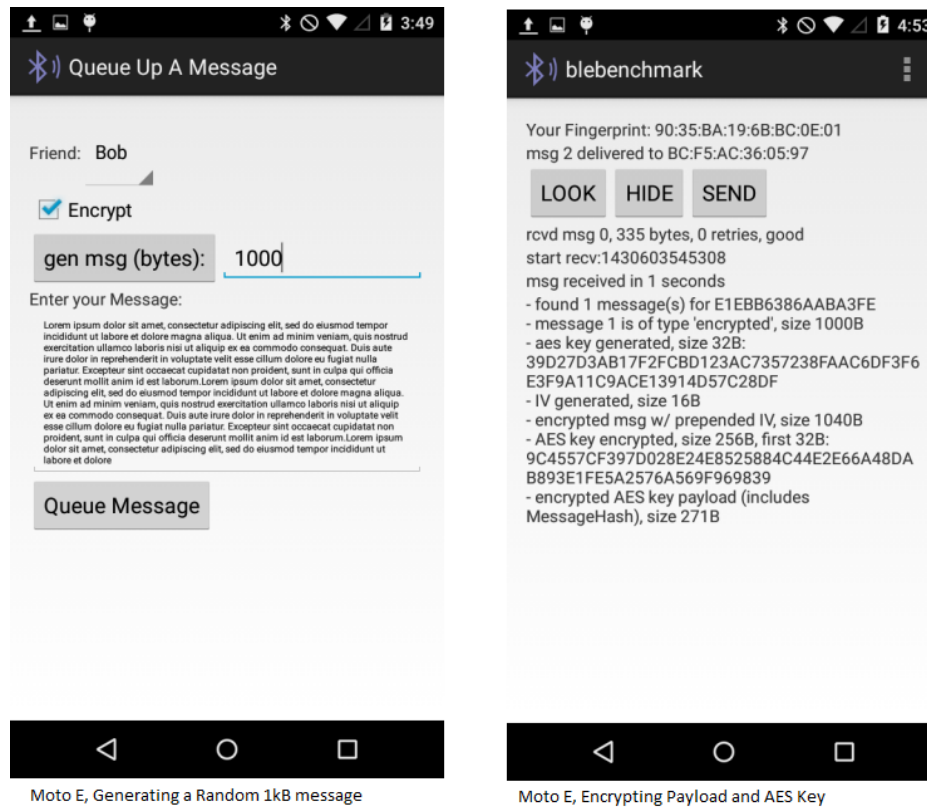 3:49
Queue Up A Message
Friend: Bob
Encrypt
gen msg (bytes): 1000
Enter your Message:
Lorem ipsum dolor sit amet, consectetur adipiscing elit, sed do eiusmod tempor
incididunt ut labore et dolore magna aliqua. Ut enim ad minim veniam, quis nostrud
exercitation ullamco laboris nisi ut aliquip ex ea commodo consequat. Duis aute
irure dolor in reprehenderit in voluptate velit esse cillum dolore eu fugiat nulla
pariatur. Excepteur sint occaecat cupidatat non proident, sunt in culpa qui officia
deserunt mollit anim id est laborum.Lorem ipsum dolor sit amet, consectetur
adipiscing elit, sed do eiusmod tempor incididunt ut labore et dolore magna aliqua.
Ut enim ad minim veniam, quis nostrud exercitation ullamco laboris nisi ut aliquip
ex ea commodo consequat. Duis aute irure dolor in reprehenderit in voluptate velit
esse cillum dolore eu fugiat nulla pariatur. Excepteur sint occaecat cupidatat non
proident, sunt in culpa qui officia deserunt mollit anim id est laborum.Lorem ipsum
dolor sit amet, consectetur adipiscing elit, sed do eiusmod tempor incididunt ut
labore et dolore
Queue Message
Moto E, Generating a Random 1kB message
4:53
blebenchmark
Your Fingerprint: 90:35:BA:19:6B:BC:0E:01
msg 2 delivered to BC:F5:AC:36:05:97
LOOK HIDE SEND
rcvd msg 0, 335 bytes, 0 retries, good
start recv:1430603545308
msg received in 1 seconds
- found 1 message(s) for E1EBB6386AABA3FE
- message 1 is of type 'encrypted', size 1000B
- aes key generated, size 32B:
39D27D3AB17F2FCBD123AC7357238FAAC6DF3F6
E3F9A11C9ACE13914D57C28DF
- IV generated, size 16B
- encrypted msg w/ prepended IV, size 1040B
- AES key encrypted, size 256B, first 32B:
9C4557CF397D028E24E8525884C44E2E66A48DA
B893E1FE5A2576A569F969839
- encrypted AES key payload (includes
MessageHash), size 271B
Moto E, Encrypting Payload and AES Key